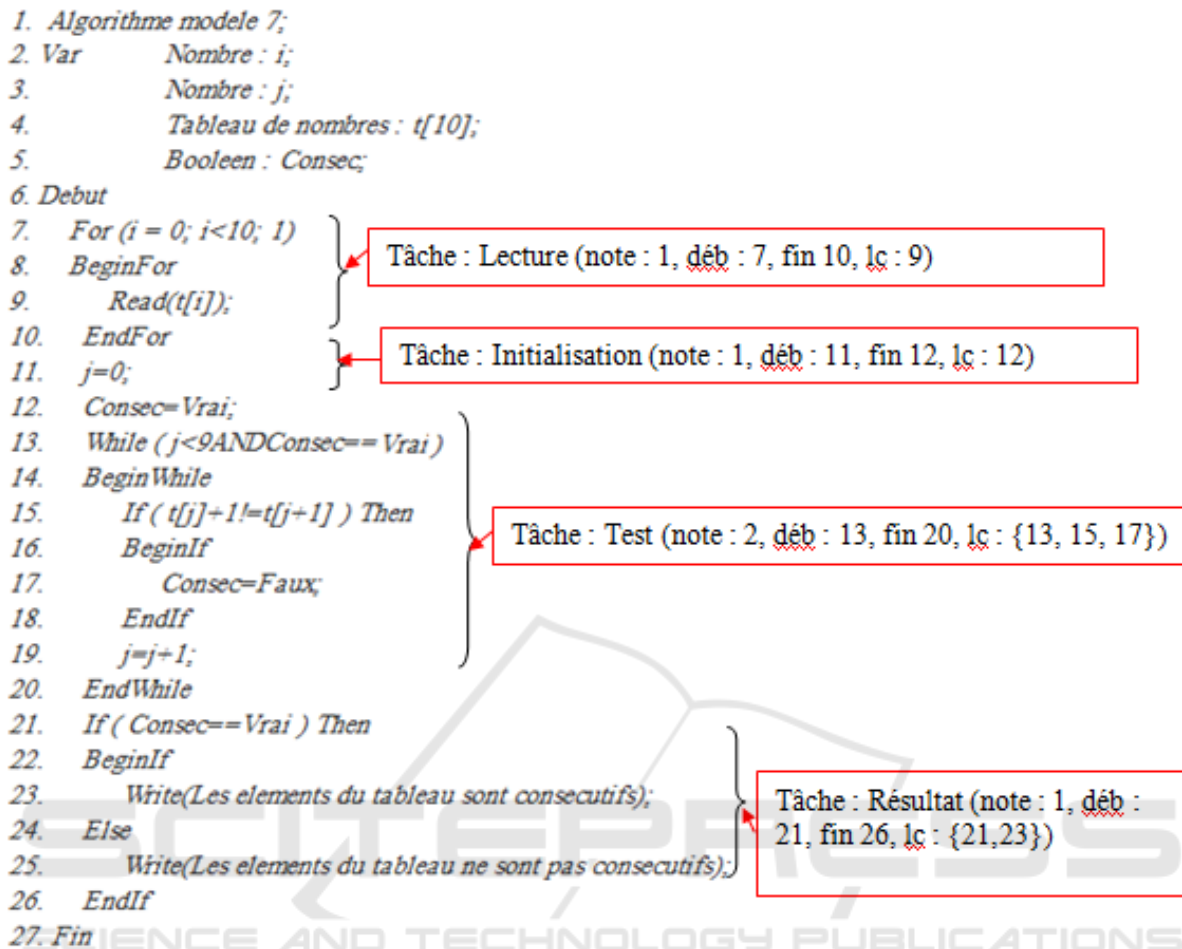 1. Algorithme modele 7;
2. Var Nombre : i;
3. Nombre : j;
4. Tableau de nombres : t[10];
5. Booleen : Consec;
6. Debut
7. For (i = 0; i<10; 1)
8. BeginFor
9. Read(t[i]);
10. EndFor
11. j=0;
12. Consec=Vrai;
13. While ( j<9ANDConsec== Vrai )
14. BeginWhile
15. If ( t[j]+1!=t[j+1] ) Then
16. BeginIf
17. Consec=Faux;
18. EndIf
19. j=j+1;
20. EndWhile
21. If ( Consec==Vrai ) Then
22. BeginIf
23. Write(Les elements du tableau sont consecutifs);
24. Else
25. Write(Les elements du tableau ne sont pas consecutifs);
26. EndIf
27. Fin
Tâche : Lecture (note : 1, déb : 7, fin 10, lç : 9)
Tâche : Initialisation (note : 1, déb : 11, fin 12, lç : 12)
Tâche : Test (note : 2, déb : 13, fin 20, lç : {13, 15, 17})
Tâche : Résultat (note : 1, déb :
21, fin 26, lç : {21,23})
SCITEPRESS
SCIENCE AND TECHNOLOGY PUBLICATIONS